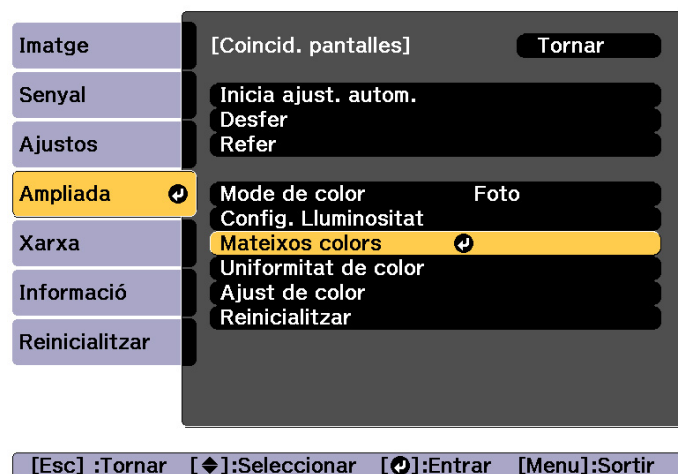 Imatge
Senyal
Ajustos
Ampliada
Xarxa
Informació
Reinicialitzar
[Coincid. pantalles] Tornar
Inicia ajust. autom.
Desfer
Refer
Mode de color Foto
Config. Lluminositat
Mateixos colors
Uniformitat de color
Ajust de color
Reinicialitzar
[Esc] :Tornar [◆]:Seleccionar [↵]:Entrar [Menu]:Sortir